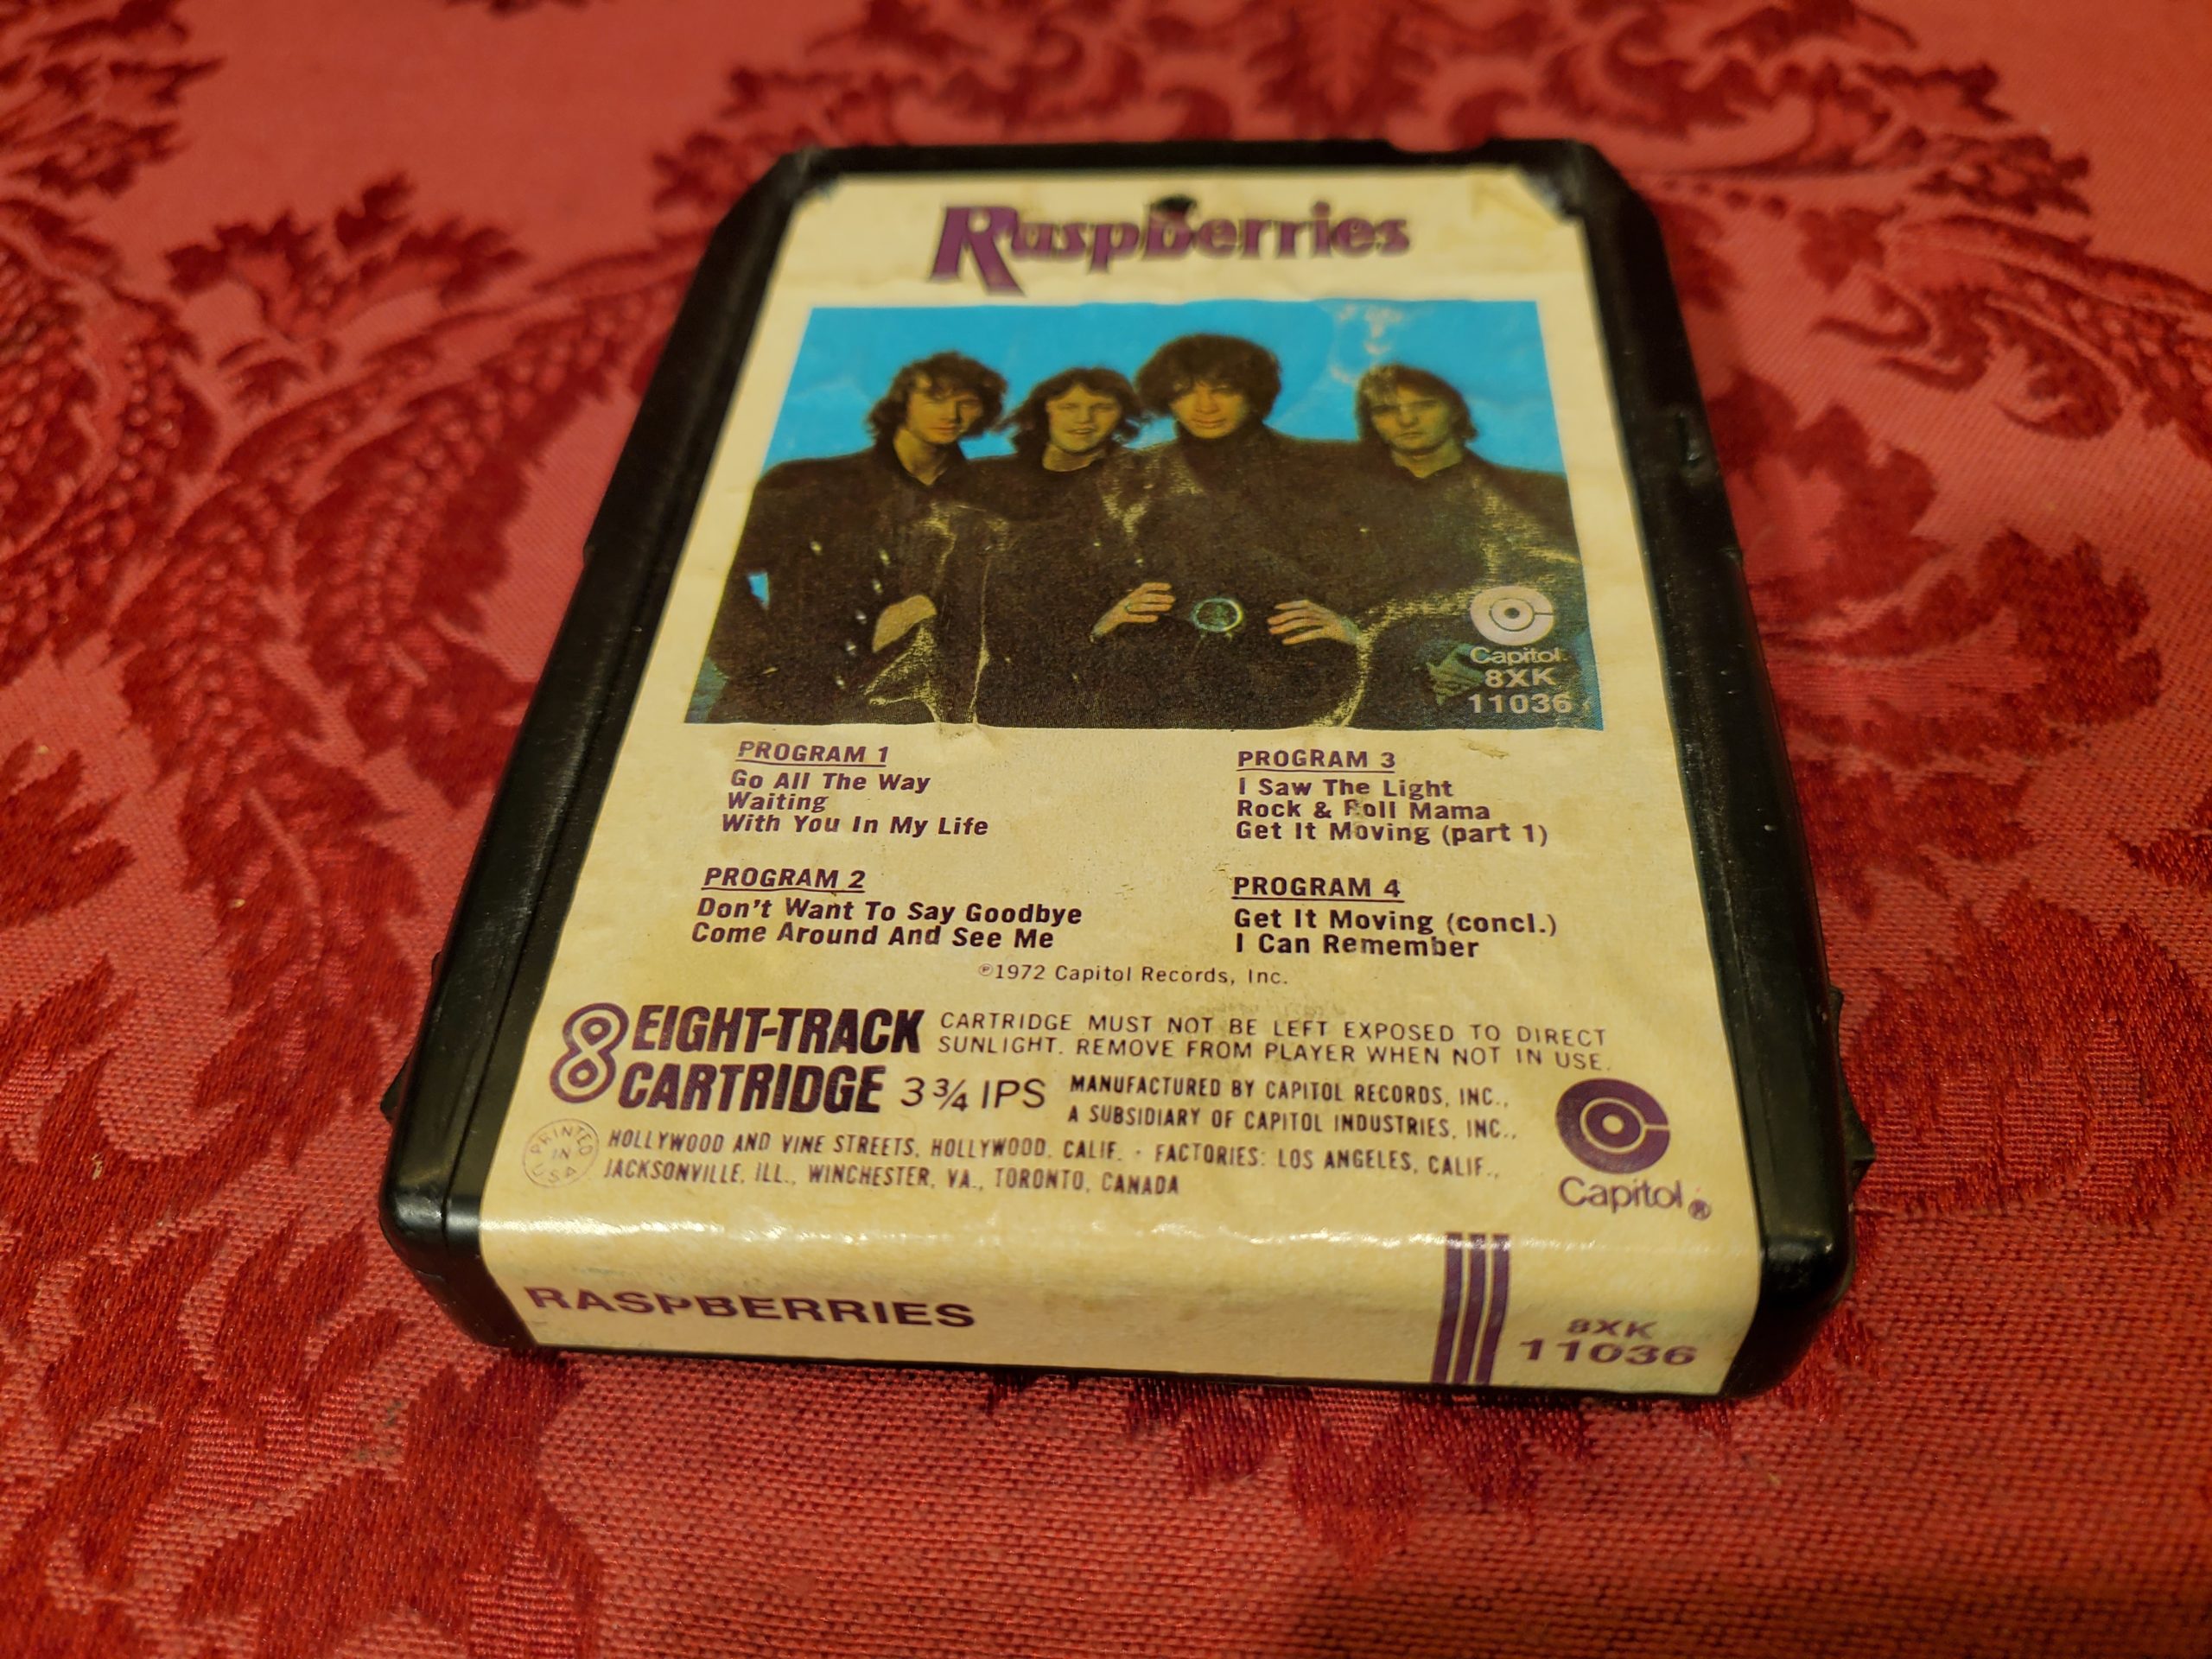 RaspBerries
Capitol.
8XK
11036
PROGRAM 1
Go All The Way
Waiting
With You In My Life
PROGRAM 2
Don't Want To Say Goodbye
Come Around And See Me
PROGRAM 3
I Saw The Light
Rock & Roll Mama
Get It Moving (part 1)
PROGRAM 4
Get It Moving (concl.)
I Can Remember
℗1972 Capitol Records, Inc.
8 EIGHT-TRACK
CARTRIDGE 3 3/4 IPS
CARTRIDGE MUST NOT BE LEFT EXPOSED TO DIRECT
SUNLIGHT. REMOVE FROM PLAYER WHEN NOT IN USE.
MANUFACTURED BY CAPITOL RECORDS, INC.,
A SUBSIDIARY OF CAPITOL INDUSTRIES, INC.,
PRINTED IN USA
HOLLYWOOD AND VINE STREETS, HOLLYWOOD, CALIF. · FACTORIES: LOS ANGELES, CALIF.,
JACKSONVILLE, ILL., WINCHESTER, VA., TORONTO, CANADA
Capitol®
RASPBERRIES
8XK
11036